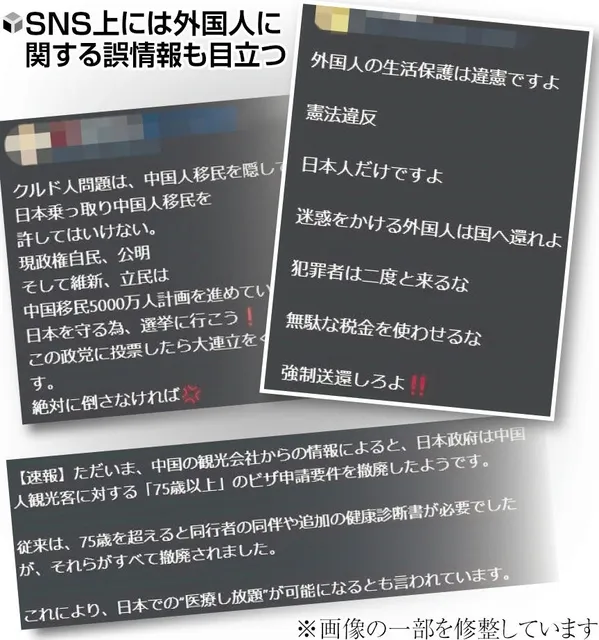 SNS上には外国人に
関する誤情報も目立つ
クルド人問題は、中国人移民を隠して
日本乗っ取り中国人移民を
許してはいけない。
現政権自民、公明
そして維新、立民は
中国移民5000万人計画を進めてい
日本を守る為、選挙に行こう❗
この政党に投票したら大連立をく
す。
絶対に倒さなければ💢
外国人の生活保護は違憲ですよ
憲法違反
日本人だけですよ
迷惑をかける外国人は国へ還れよ
犯罪者は二度と来るな
無駄な税金を使わせるな
強制送還しろよ‼️
【速報】ただいま、中国の観光会社からの情報によると、日本政府は中国
人観光客に対する「75歳以上」のビザ申請要件を撤廃したようです。
従来は、75歳を超えると同行者の同伴や追加の健康診断書が必要でした
が、それらがすべて撤廃されました。
これにより、日本での“医療し放題”が可能になるとも言われています。
※画像の一部を修整しています